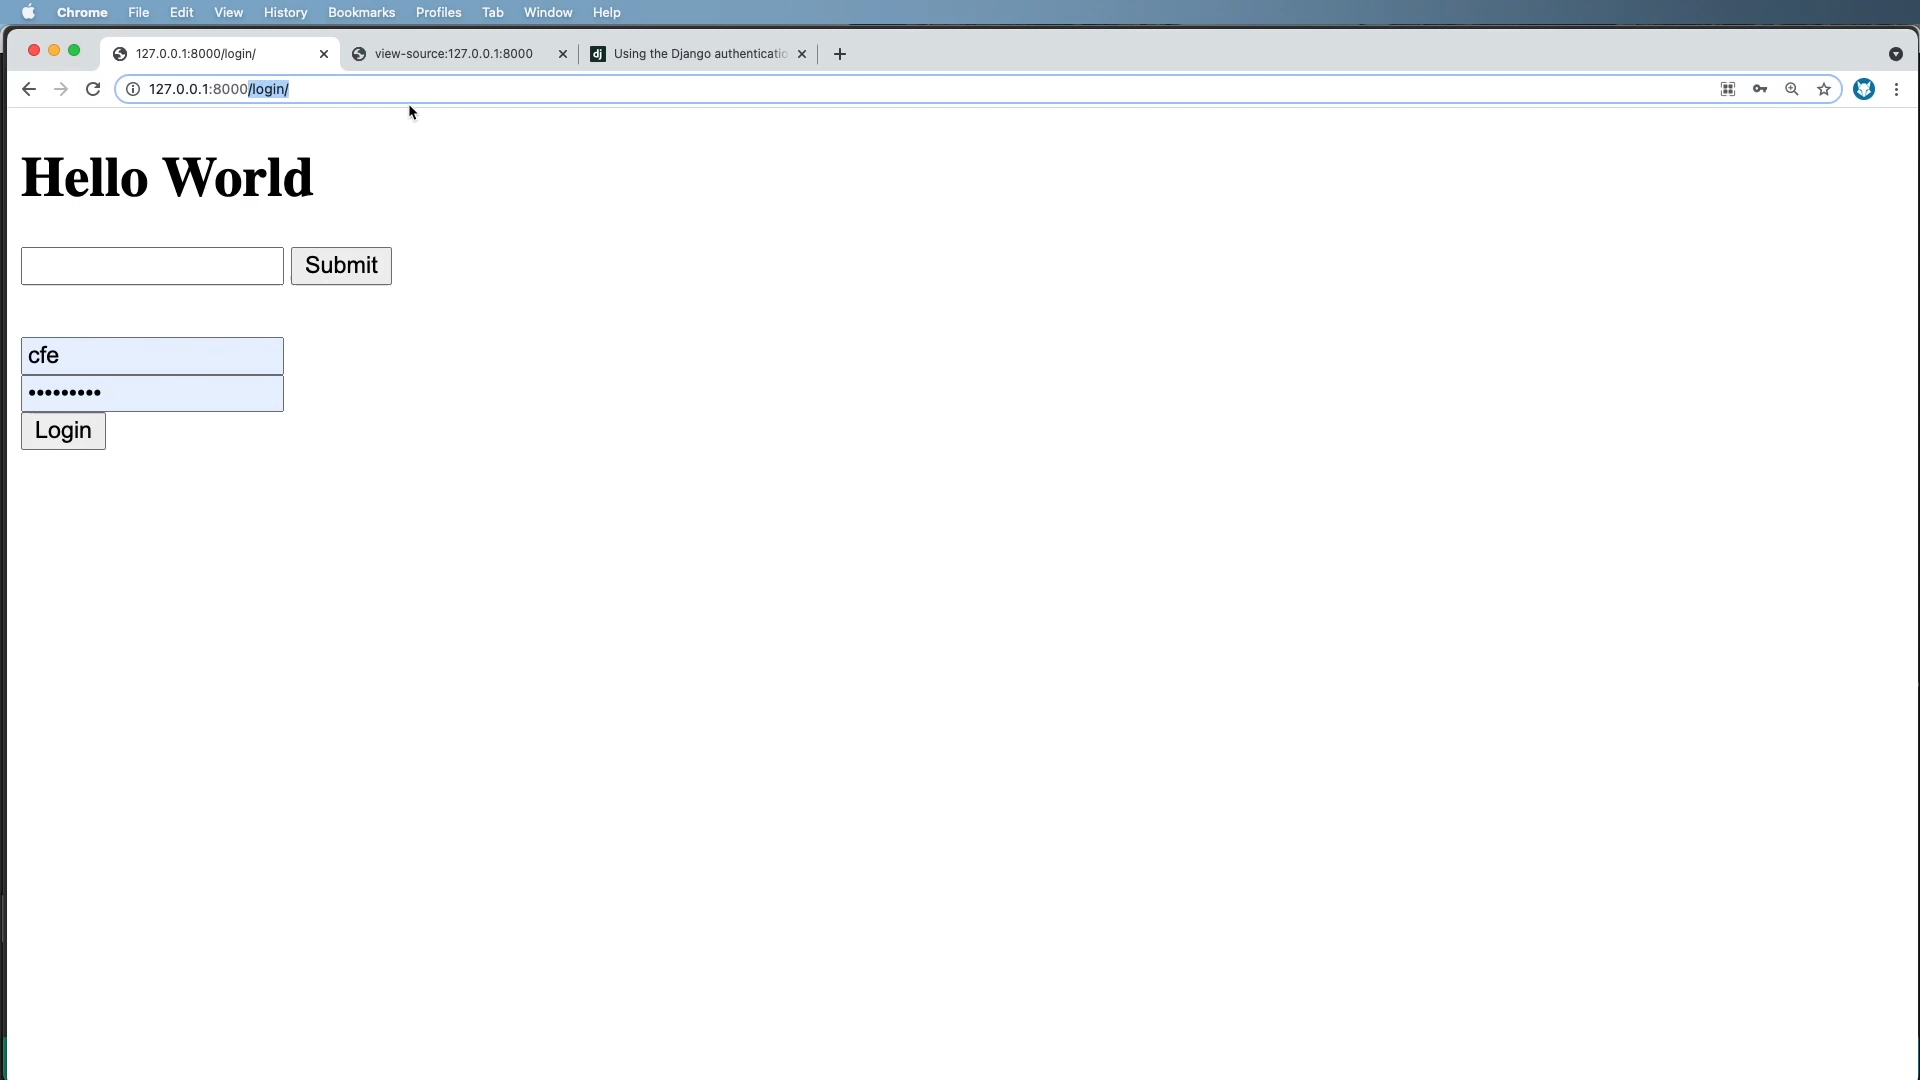 Chrome File Edit View History Bookmarks Profiles Tab Window Help
127.0.0.1:8000/login/ view-source:127.0.0.1:8000 dj Using the Django authenticatio
127.0.0.1:8000/login/
Hello World
Submit
cfe
•••••••••
Login